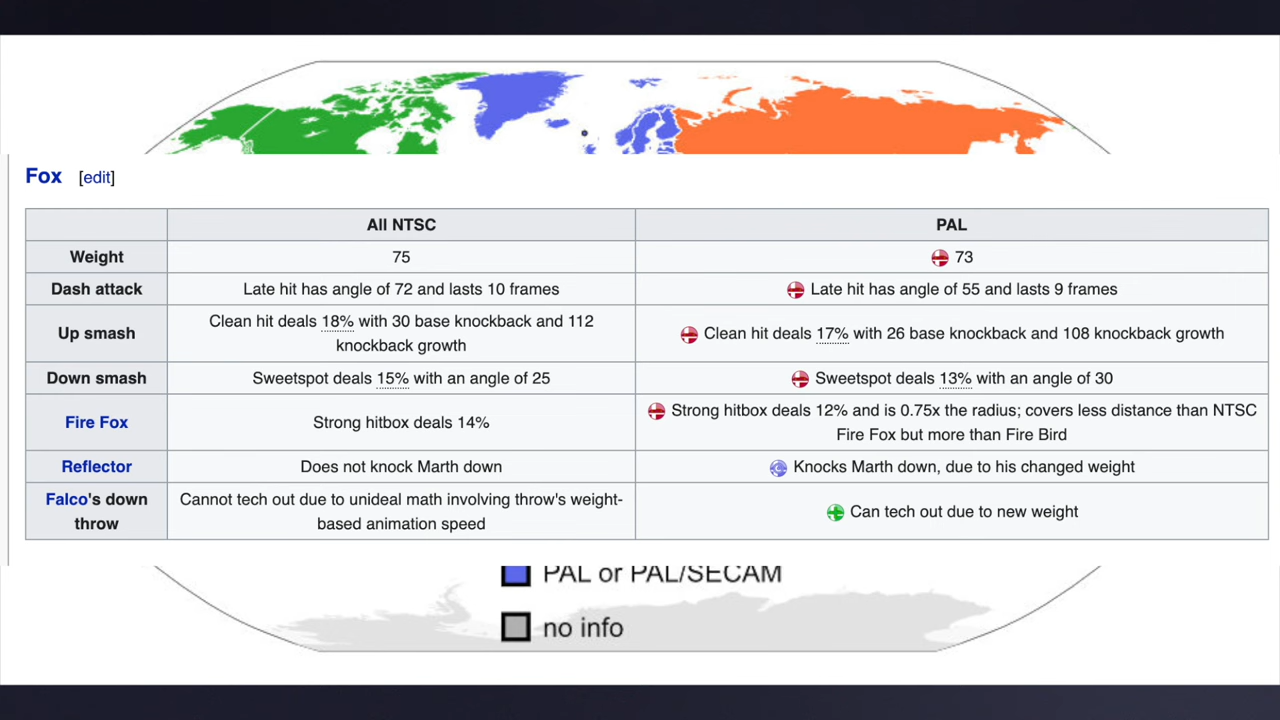 Fox [edit]
All NTSC PAL
Weight 75 73
Dash attack Late hit has angle of 72 and lasts 10 frames Late hit has angle of 55 and lasts 9 frames
Up smash Clean hit deals 18% with 30 base knockback and 112
knockback growth Clean hit deals 17% with 26 base knockback and 108 knockback growth
Down smash Sweetspot deals 15% with an angle of 25 Sweetspot deals 13% with an angle of 30
Fire Fox Strong hitbox deals 14% Strong hitbox deals 12% and is 0.75x the radius; covers less distance than NTSC
Fire Fox but more than Fire Bird
Reflector Does not knock Marth down Knocks Marth down, due to his changed weight
Falco's down
throw Cannot tech out due to unideal math involving throw's weight-
based animation speed Can tech out due to new weight
PAL or PAL/SECAM
no info